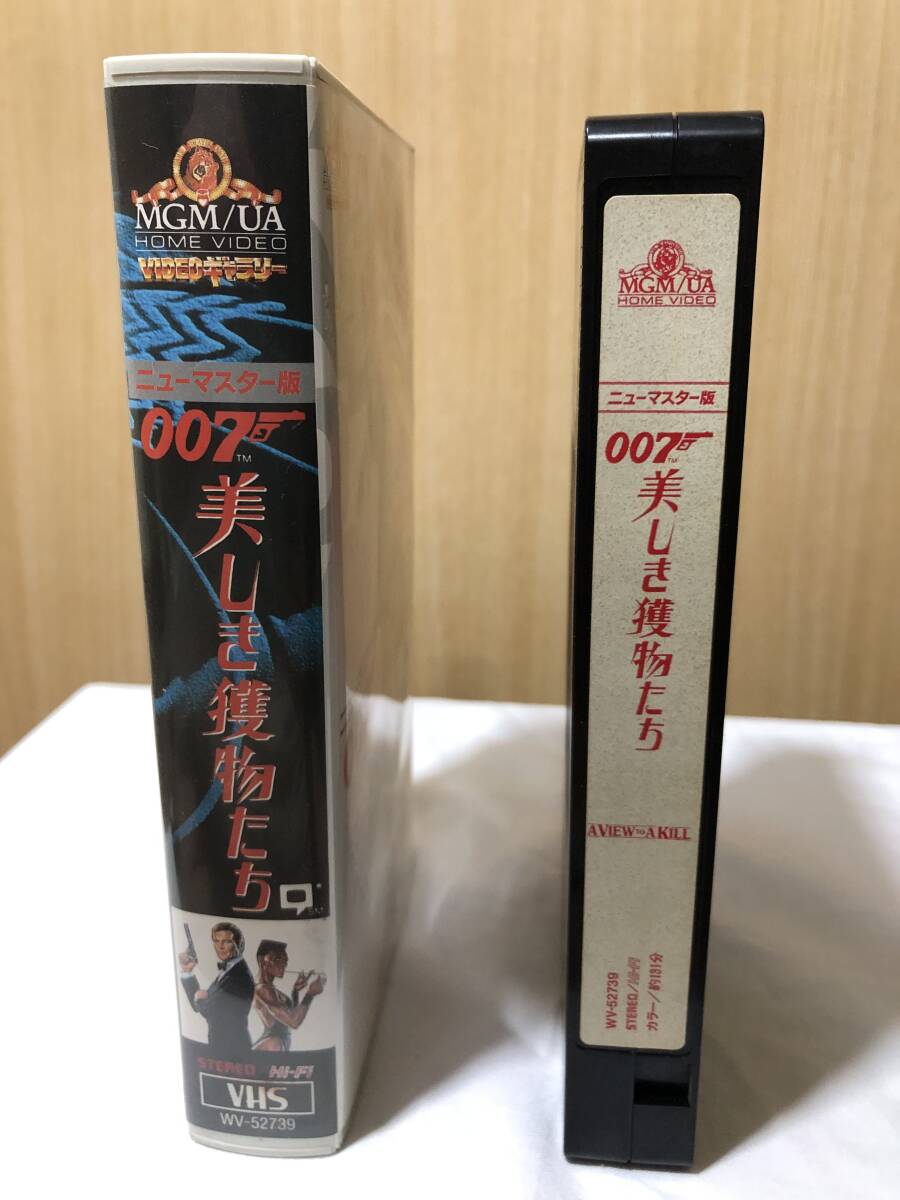 MGM/UA
HOME VIDEO
VIDEOギャラリー
ニューマスター版
007
TM
美しき獲物たち
SM
STEREO Hi-Fi
VHS
WV-52739
MGM/UA
HOME VIDEO
ニューマスター版
007
TM
美しき獲物たち
A VIEW TO A KILL
WV-52739
STEREO/Hi-Fi
カラー/約131分